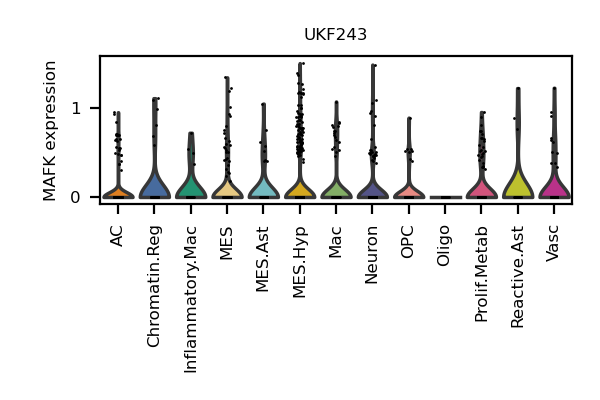 UKF243
MAFK expression
1
0
AC
Chromatin.Reg
Inflammatory.Mac
MES
MES.Ast
MES.Hyp
Mac
Neuron
OPC
Oligo
Prolif.Metab
Reactive.Ast
Vasc